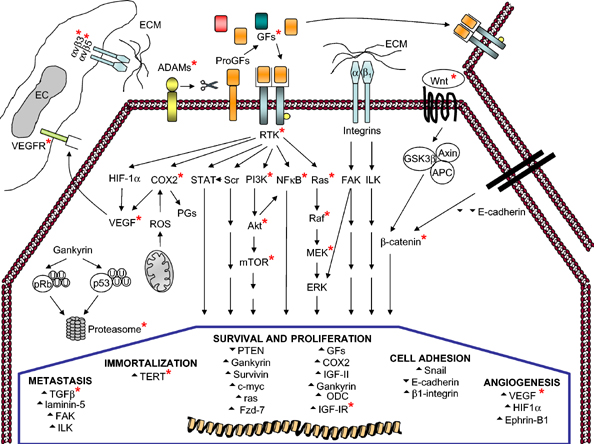 ECM
αvβ3*
αvβ5*
GFs*
ECM
ADAMs*
ProGFs
α β1
Wnt *
EC
VEGFR*
RTK*
Integrins
GSK3β
Axin
APC
HIF-1α
COX2*
STAT
Scr
PI3K*
NFκB*
Ras*
FAK
ILK
E-cadherin
VEGF*
PGs
ROS
Akt*
Raf*
β-catenin*
Gankyrin
mTOR*
MEK*
pRb
p53
ERK
Proteasome*
SURVIVAL AND PROLIFERATION
PTEN
Gankyrin
Survivin
c-myc
ras
Fzd-7
GFs
COX2
IGF-II
Gankyrin
ODC
IGF-IR*
IMMORTALIZATION
TERT*
CELL ADHESION
Snail
E-cadherin
β1-integrin
METASTASIS
TGFβ*
laminin-5
FAK
ILK
ANGIOGENESIS
VEGF*
HIF1α
Ephrin-B1